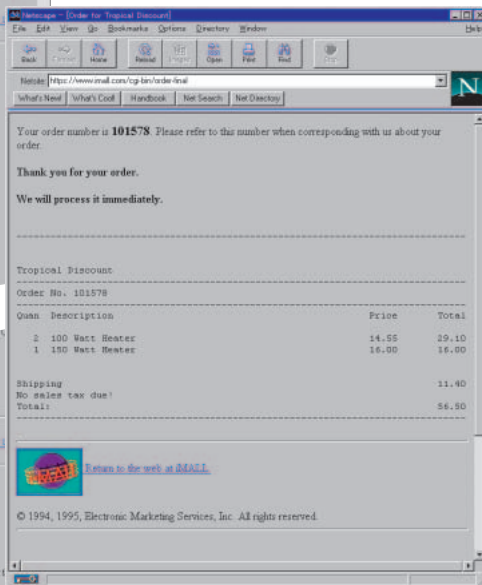 Netscape - [Order for Tropical Discount]
File Edit View Go Bookmarks Options Directory Window Help
Back Forward Home Reload Images Open Print Find Stop
Netsite: https://www.imall.com/cgi-bin/order-final
What's New! What's Cool! Handbook Net Search Net Directory
N
Your order number is 101578. Please refer to this number when corresponding with us about your
order.
Thank you for your order.
We will process it immediately.
Tropical Discount
Order No. 101578
Quan Description Price Total
2 100 Watt Heater 14.55 29.10
1 150 Watt Heater 16.00 16.00
Shipping 11.40
No sales tax due!
Total: 56.50
iMALL
Return to the web at iMALL.
© 1994, 1995, Electronic Marketing Services, Inc. All rights reserved.